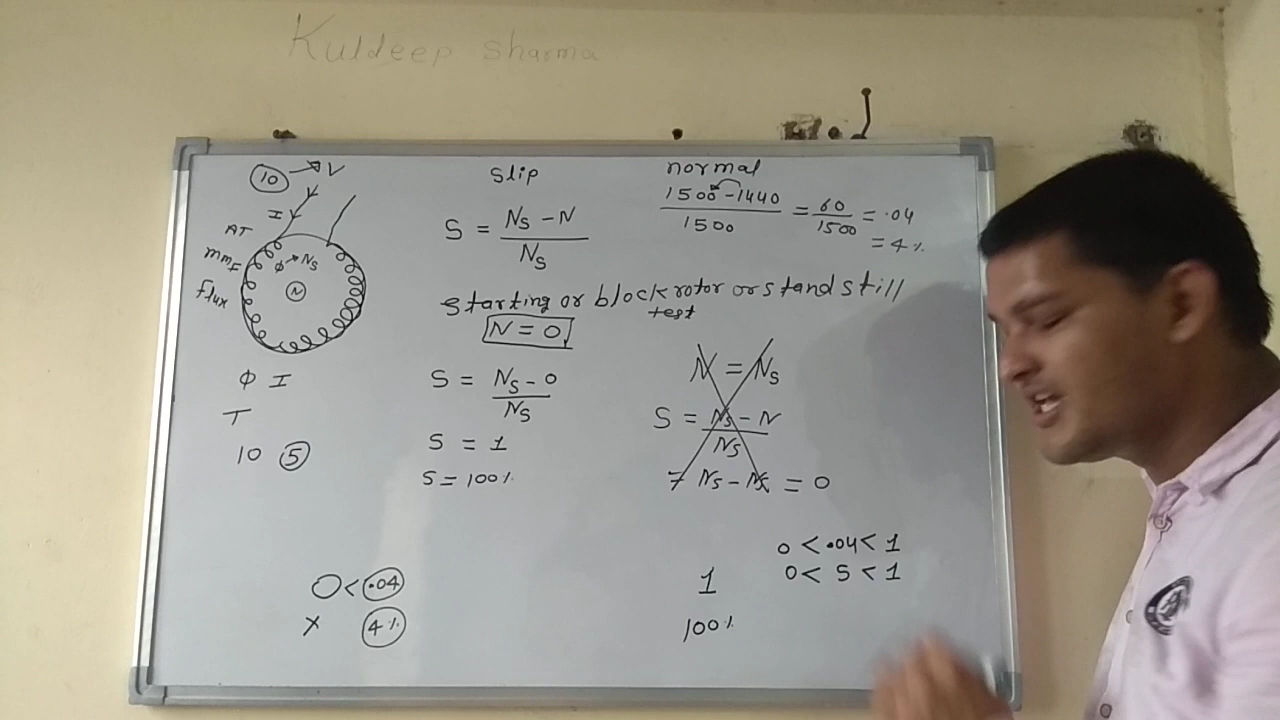 Kuldeep Sharma
10 → V
I
AT
mmf
flux
φ → Ns
N
φ I
T
10 5
0 < .04
x 4%
Slip
S = Ns - N / Ns
normal
1500 - 1440 / 1500 = 60 / 1500 = .04
= 4%
Starting or block rotor or stand still
test
N = 0
S = Ns - 0 / Ns
S = 1
S = 100%
N = Ns
S = Ns - N / Ns
= Ns - Ns = 0
0 < .04 < 1
0 < S < 1
1
100%